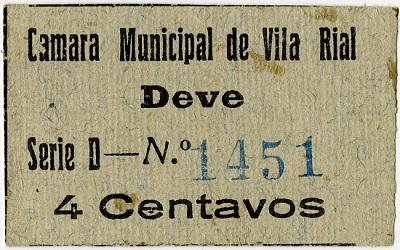 Camara Municipal de Vila Rial
Deve
Serie D—N.º 1451
4 Centavos